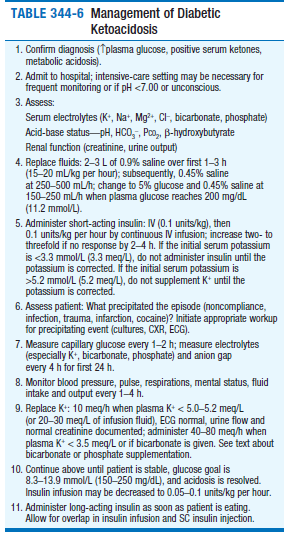 TABLE 344-6 Management of Diabetic
Ketoacidosis
1. Confirm diagnosis (↑plasma glucose, positive serum ketones,
metabolic acidosis).
2. Admit to hospital; intensive-care setting may be necessary for
frequent monitoring or if pH <7.00 or unconscious.
3. Assess:
Serum electrolytes (K⁺, Na⁺, Mg²⁺, Cl⁻, bicarbonate, phosphate)
Acid-base status—pH, HCO₃⁻, Pco₂, β-hydroxybutyrate
Renal function (creatinine, urine output)
4. Replace fluids: 2–3 L of 0.9% saline over first 1–3 h
(15–20 mL/kg per hour); subsequently, 0.45% saline
at 250–500 mL/h; change to 5% glucose and 0.45% saline at
150–250 mL/h when plasma glucose reaches 200 mg/dL
(11.2 mmol/L).
5. Administer short-acting insulin: IV (0.1 units/kg), then
0.1 units/kg per hour by continuous IV infusion; increase two- to
threefold if no response by 2–4 h. If the initial serum potassium
is <3.3 mmol/L (3.3 meq/L), do not administer insulin until the
potassium is corrected. If the initial serum potassium is
>5.2 mmol/L (5.2 meq/L), do not supplement K⁺ until the
potassium is corrected.
6. Assess patient: What precipitated the episode (noncompliance,
infection, trauma, infarction, cocaine)? Initiate appropriate workup
for precipitating event (cultures, CXR, ECG).
7. Measure capillary glucose every 1–2 h; measure electrolytes
(especially K⁺, bicarbonate, phosphate) and anion gap
every 4 h for first 24 h.
8. Monitor blood pressure, pulse, respirations, mental status, fluid
intake and output every 1–4 h.
9. Replace K⁺: 10 meq/h when plasma K⁺ < 5.0–5.2 meq/L
(or 20–30 meq/L of infusion fluid), ECG normal, urine flow and
normal creatinine documented; administer 40–80 meq/h when
plasma K⁺ < 3.5 meq/L or if bicarbonate is given. See text about
bicarbonate or phosphate supplementation.
10. Continue above until patient is stable, glucose goal is
8.3–13.9 mmol/L (150–250 mg/dL), and acidosis is resolved.
Insulin infusion may be decreased to 0.05–0.1 units/kg per hour.
11. Administer long-acting insulin as soon as patient is eating.
Allow for overlap in insulin infusion and SC insulin injection.